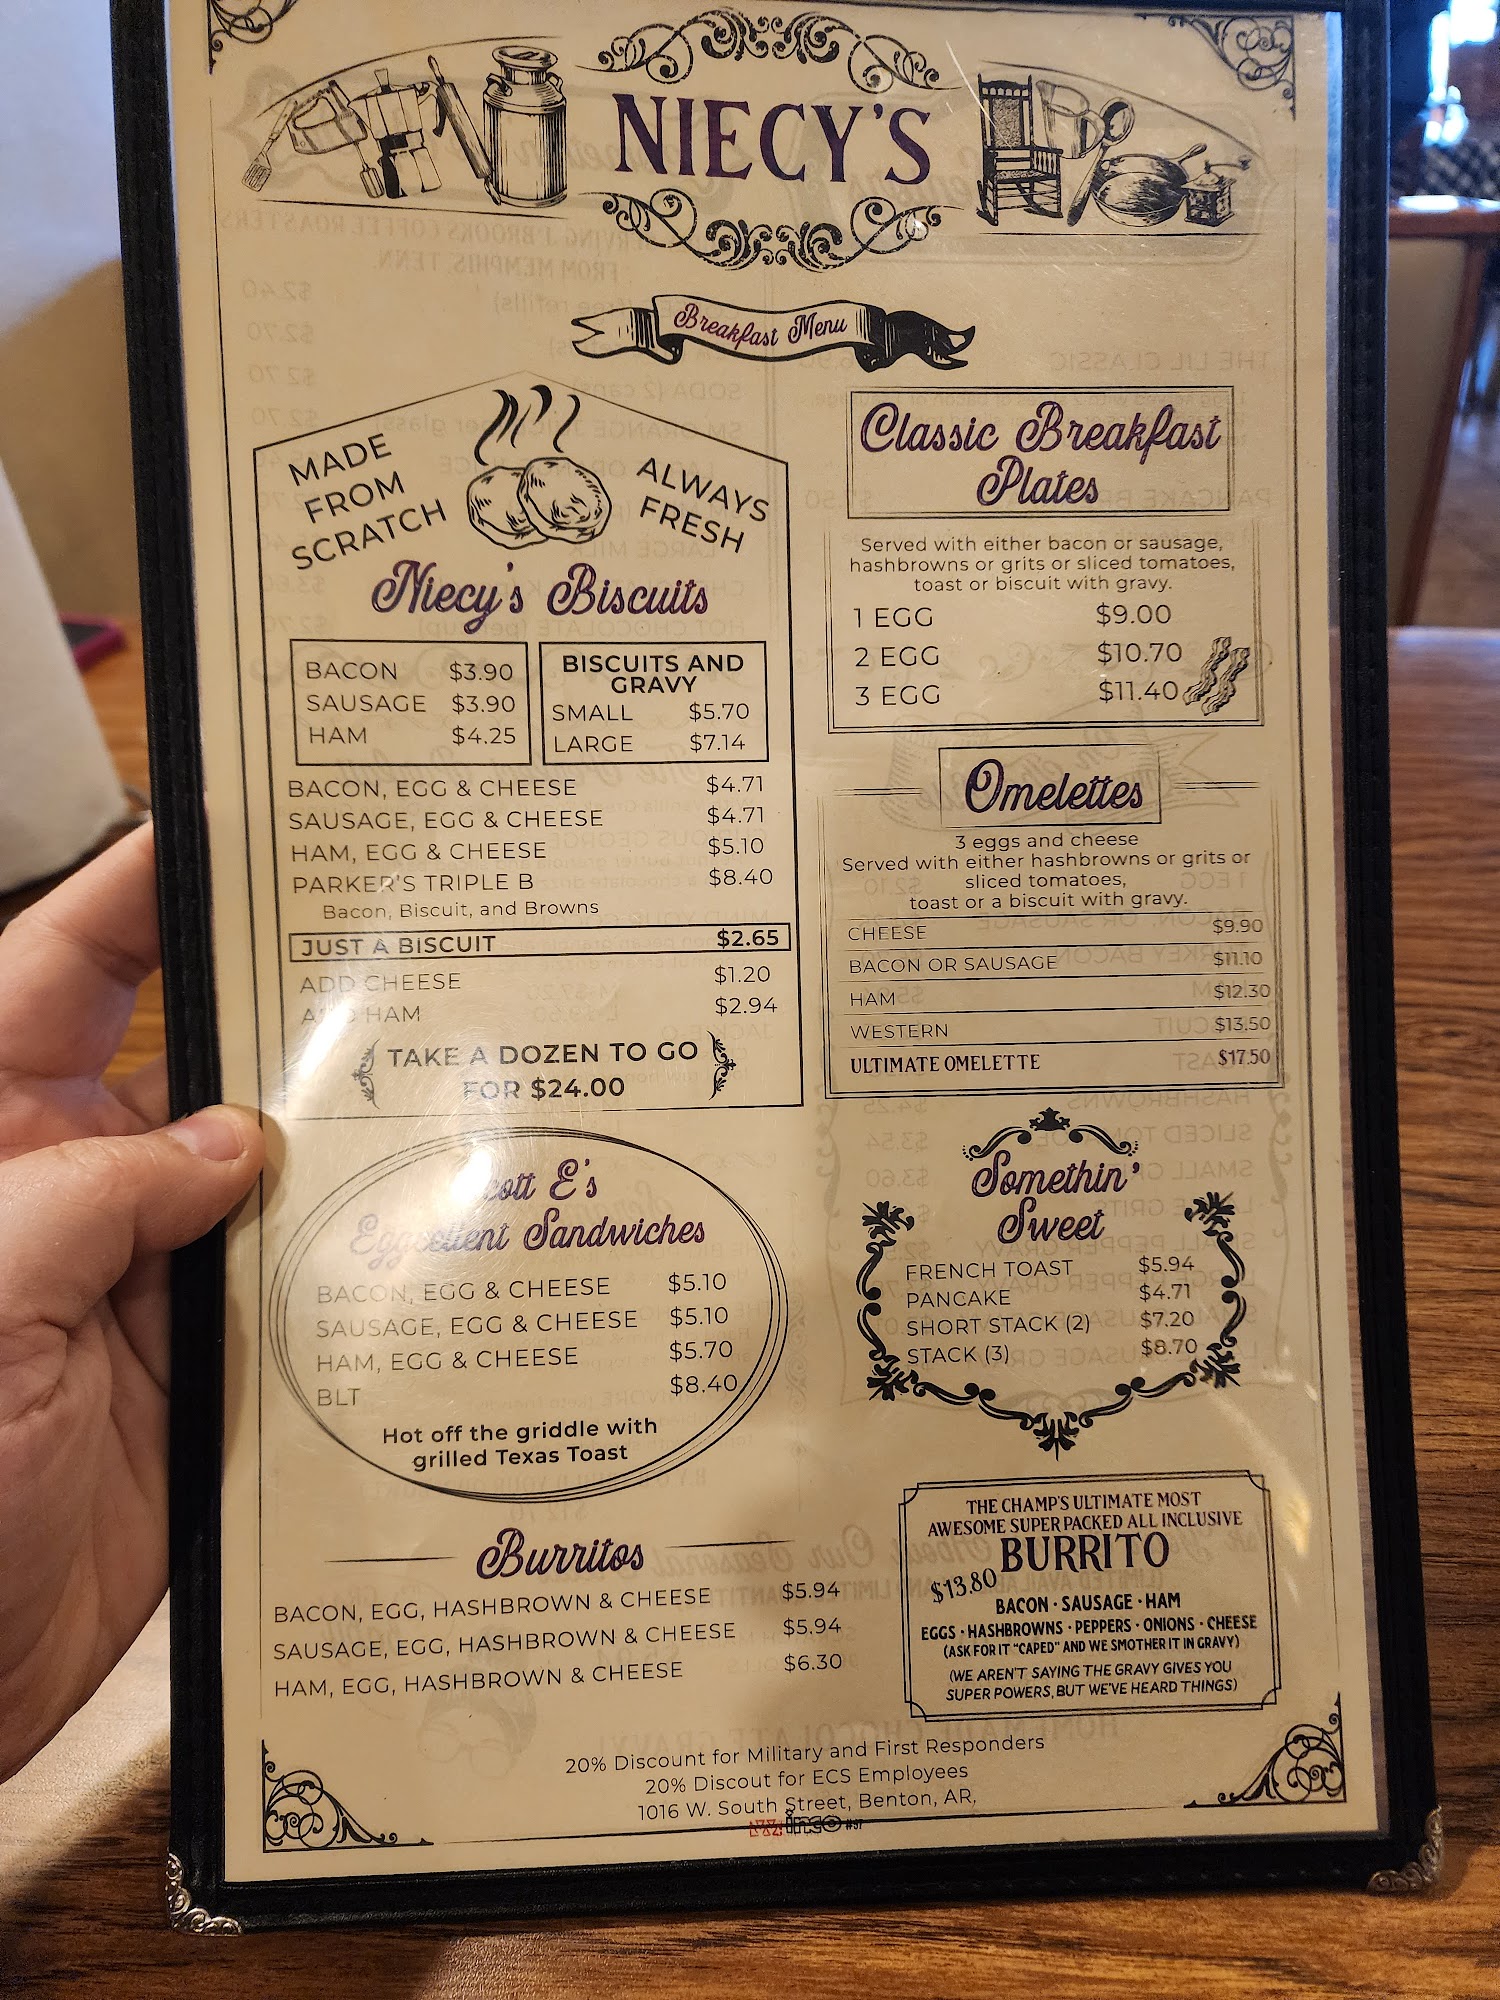 NIECY'S
Breakfast Menu
MADE
FROM
SCRATCH
ALWAYS
FRESH
Niecy's Biscuits
BACON $3.90
SAUSAGE $3.90
HAM $4.25
BISCUITS AND
GRAVY
SMALL $5.70
LARGE $7.14
BACON, EGG & CHEESE $4.71
SAUSAGE, EGG & CHEESE $4.71
HAM, EGG & CHEESE $5.10
PARKER'S TRIPLE B $8.40
Bacon, Biscuit, and Browns
JUST A BISCUIT $2.65
ADD CHEESE $1.20
ADD HAM $2.94
TAKE A DOZEN TO GO
FOR $24.00
Scott E's
Eggcellent Sandwiches
BACON, EGG & CHEESE $5.10
SAUSAGE, EGG & CHEESE $5.10
HAM, EGG & CHEESE $5.70
BLT $8.40
Hot off the griddle with
grilled Texas Toast
Burritos
BACON, EGG, HASHBROWN & CHEESE $5.94
SAUSAGE, EGG, HASHBROWN & CHEESE $5.94
HAM, EGG, HASHBROWN & CHEESE $6.30
Classic Breakfast
Plates
Served with either bacon or sausage,
hashbrowns or grits or sliced tomatoes,
toast or biscuit with gravy.
1 EGG $9.00
2 EGG $10.70
3 EGG $11.40
Omelettes
3 eggs and cheese
Served with either hashbrowns or grits or
sliced tomatoes,
toast or a biscuit with gravy.
CHEESE $9.90
BACON OR SAUSAGE $11.10
HAM $12.30
WESTERN $13.50
ULTIMATE OMELETTE $17.50
Somethin'
Sweet
FRENCH TOAST $5.94
PANCAKE $4.71
SHORT STACK (2) $7.20
STACK (3) $8.70
THE CHAMP'S ULTIMATE MOST
AWESOME SUPER PACKED ALL INCLUSIVE
BURRITO
$13.80
BACON · SAUSAGE · HAM
EGGS · HASHBROWNS · PEPPERS · ONIONS · CHEESE
(ASK FOR IT "CAPED" AND WE SMOTHER IT IN GRAVY)
(WE AREN'T SAYING THE GRAVY GIVES YOU
SUPER POWERS, BUT WE'VE HEARD THINGS)
20% Discount for Military and First Responders
20% Discout for ECS Employees
1016 W. South Street, Benton, AR,